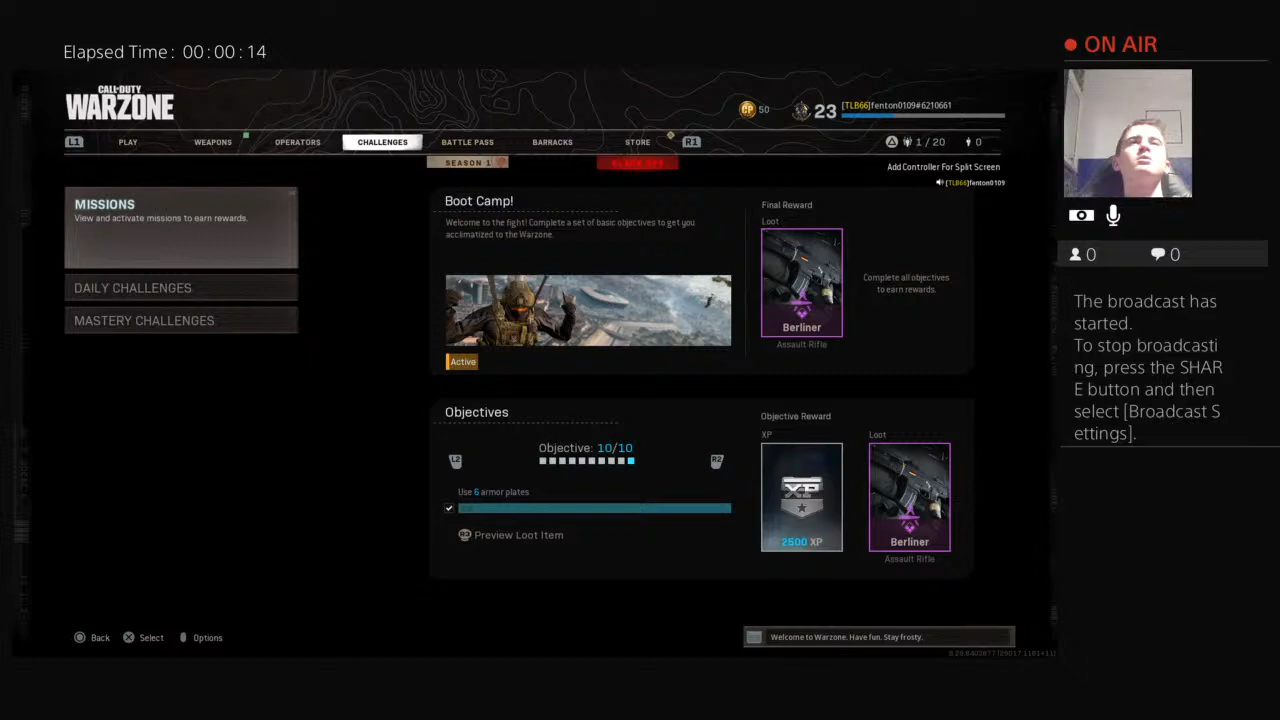 Elapsed Time: 00:00:14
ON AIR
CALL OF DUTY
WARZONE
CP 50
23
[TLB66]fenton0109#6210661
L1
PLAY
WEAPONS
OPERATORS
CHALLENGES
BATTLE PASS
BARRACKS
STORE
R1
1 / 20
0
SEASON 1
Add Controller For Split Screen
[TLB66]fenton0109
MISSIONS
View and activate missions to earn rewards.
DAILY CHALLENGES
MASTERY CHALLENGES
Boot Camp!
Welcome to the fight! Complete a set of basic objectives to get you
acclimatized to the Warzone.
Active
Final Reward
Loot
Berliner
Assault Rifle
Complete all objectives
to earn rewards.
Objectives
Objective: 10/10
L2
R2
Use 6 armor plates
R3 Preview Loot Item
Objective Reward
XP
XP
2500 XP
Loot
Berliner
Assault Rifle
Back
Select
Options
Welcome to Warzone. Have fun. Stay frosty.
0
0
The broadcast has
started.
To stop broadcasti
ng, press the SHAR
E button and then
select [Broadcast S
ettings].